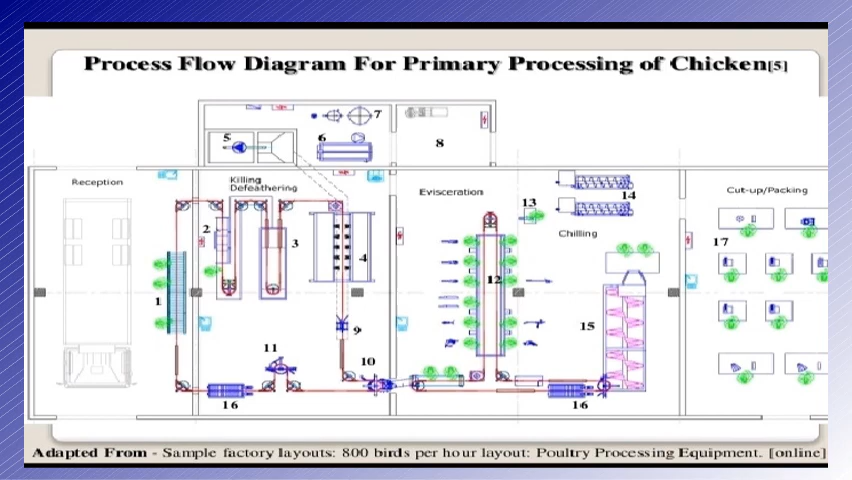 Process Flow Diagram For Primary Processing of Chicken[5]
7
5
6
8
Reception
Killing
Defeathering
Evisceration
14
Cut-up/Packing
13
2
Chilling
3
17
4
12
1
9
15
11
10
16
16
Adapted From - Sample factory layouts: 800 birds per hour layout: Poultry Processing Equipment. [online]